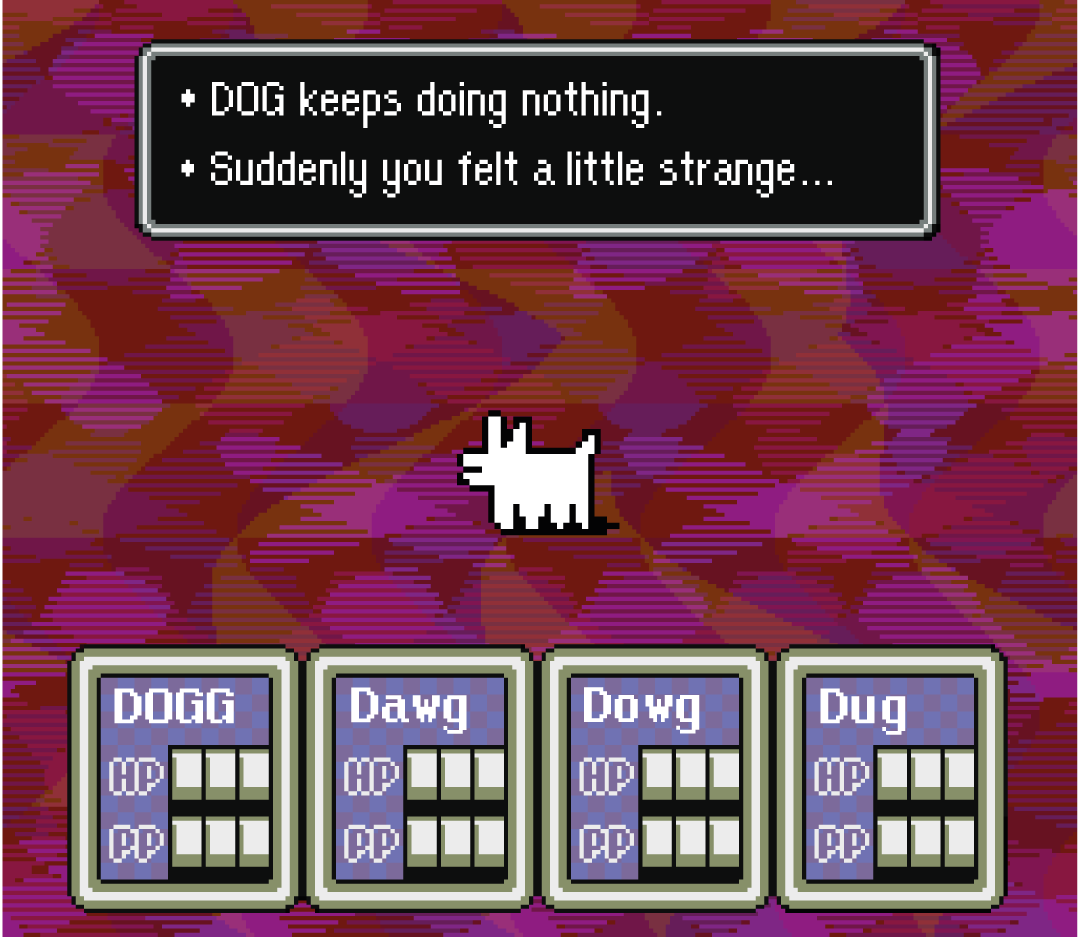 • DOG keeps doing nothing.
• Suddenly you felt a little strange...
DOGG Dawg Dowg Dug
HP HP HP HP
PP PP PP PP